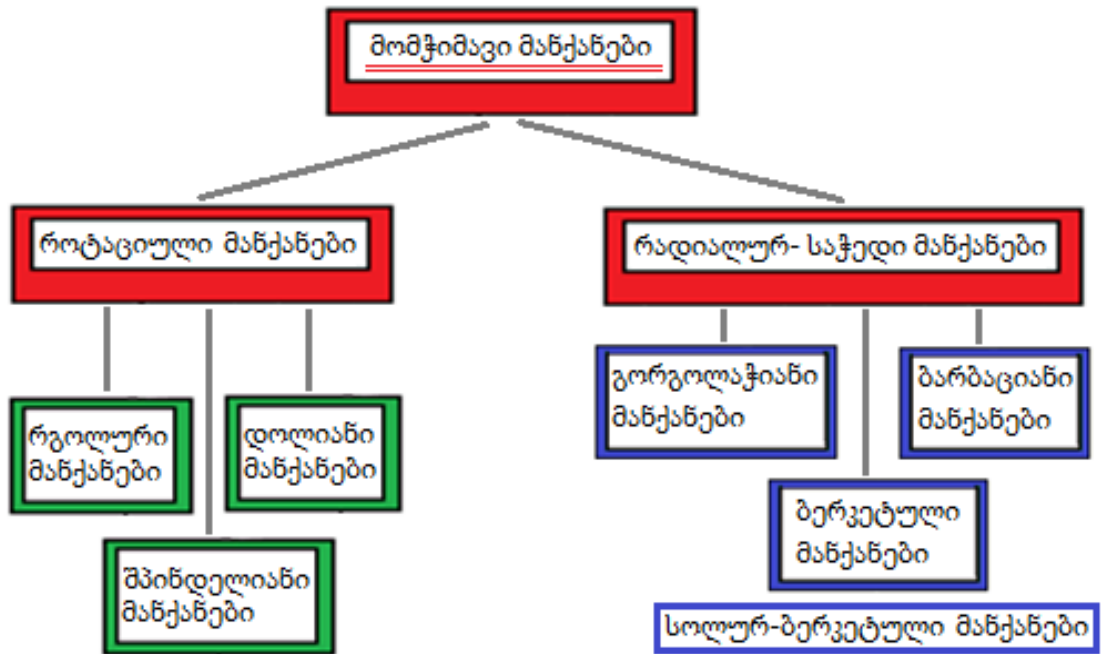 მომჭიმავი მანქანები
როტაციული მანქანები
რადიალურ- საჭედი მანქანები
რგოლური
მანქანები
დოლიანი
მანქანები
შპინდელიანი
მანქანები
გორგოლაჭიანი
მანქანები
ბარბაციანი
მანქანები
ბერკეტული
მანქანები
სოლურ-ბერკეტული მანქანები